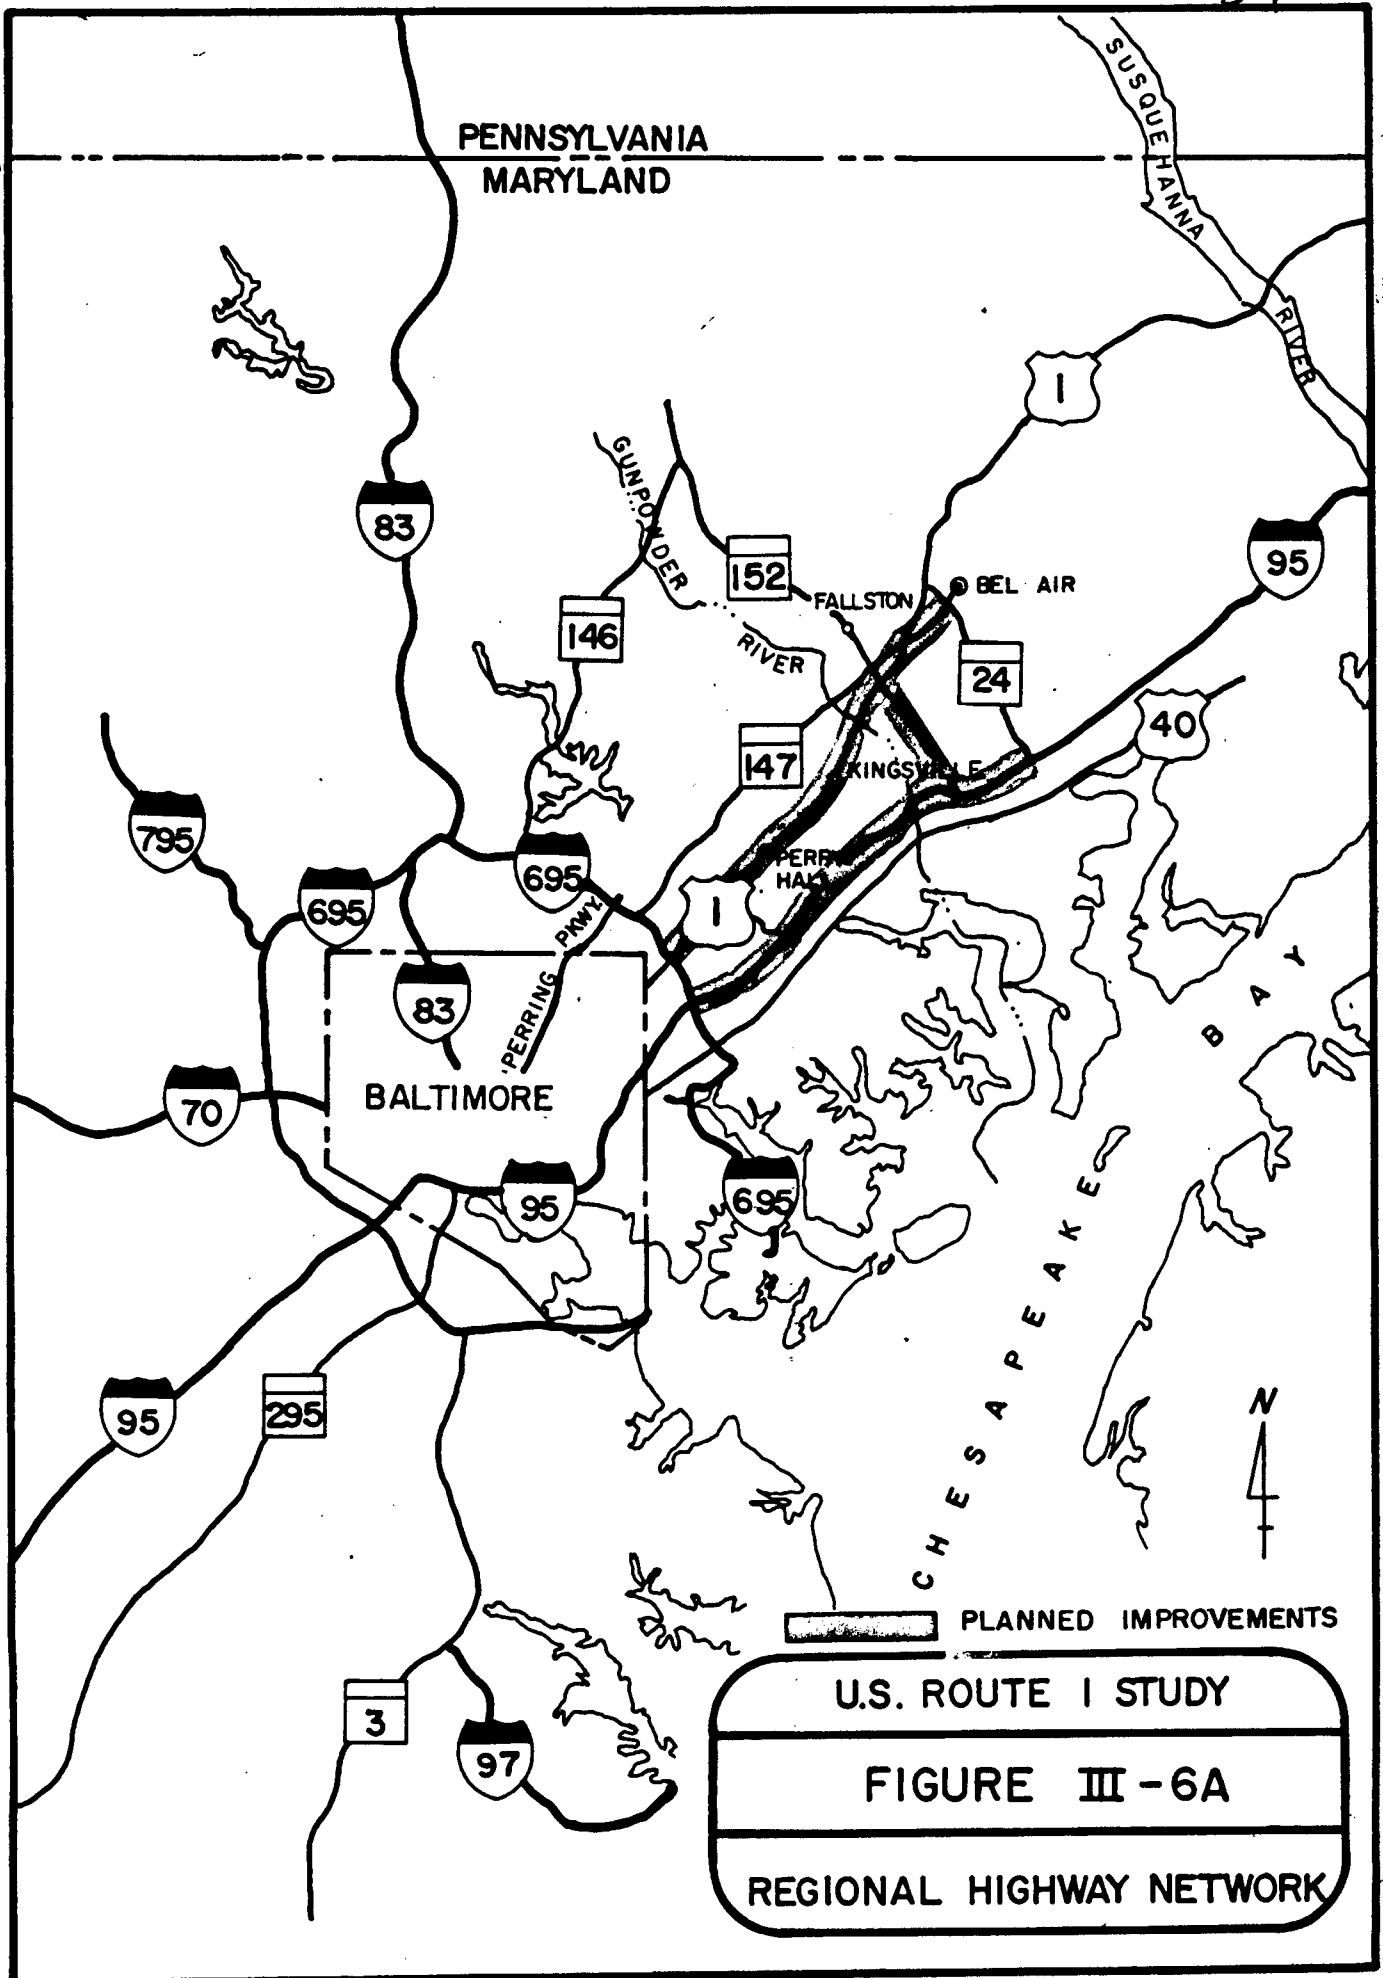 PENNSYLVANIA
MARYLAND
SUSQUEHANNA
RIVER
1
83
GUNPOWDER
RIVER
152
FALLSTON
BEL AIR
95
146
24
40
147
KINGSVILLE
795
695
695
PERRY
HALL
1
PERRING PKWY.
83
BALTIMORE
70
95
695
CHESAPEAKE BAY
95
295
N
3
97
PLANNED IMPROVEMENTS
U.S. ROUTE 1 STUDY
FIGURE III-6A
REGIONAL HIGHWAY NETWORK